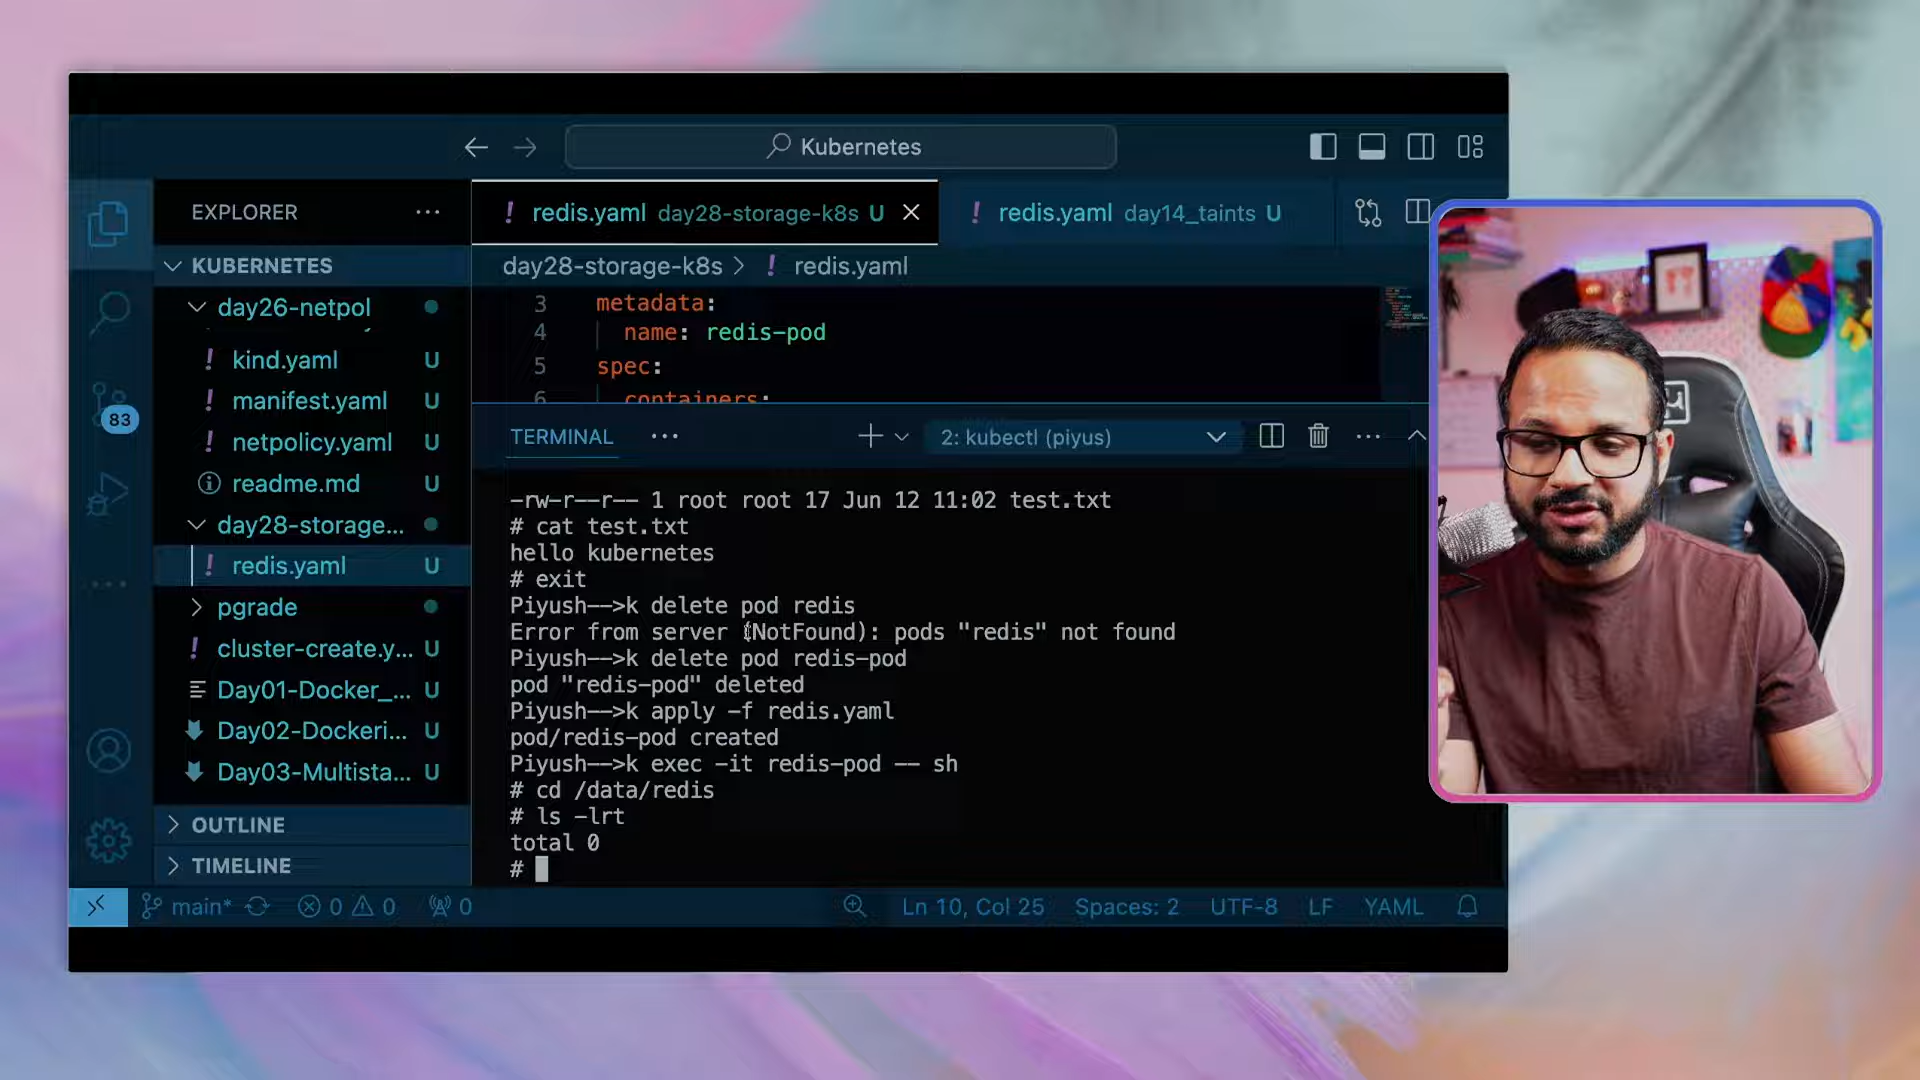 Kubernetes
EXPLORER
KUBERNETES
day26-netpol
kind.yaml U
manifest.yaml U
netpolicy.yaml U
readme.md U
day28-storage...
redis.yaml U
pgrade
cluster-create.y... U
Day01-Docker_... U
Day02-Dockeri... U
Day03-Multista... U
OUTLINE
TIMELINE
83
! redis.yaml day28-storage-k8s U
! redis.yaml day14_taints U
day28-storage-k8s > ! redis.yaml
3 metadata:
4 name: redis-pod
5 spec:
6 containers:
TERMINAL
2: kubectl (piyus)
-rw-r--r-- 1 root root 17 Jun 12 11:02 test.txt
# cat test.txt
hello kubernetes
# exit
Piyush-->k delete pod redis
Error from server (NotFound): pods "redis" not found
Piyush-->k delete pod redis-pod
pod "redis-pod" deleted
Piyush-->k apply -f redis.yaml
pod/redis-pod created
Piyush-->k exec -it redis-pod -- sh
# cd /data/redis
# ls -lrt
total 0
#
main* 0 0 0 Ln 10, Col 25 Spaces: 2 UTF-8 LF YAML